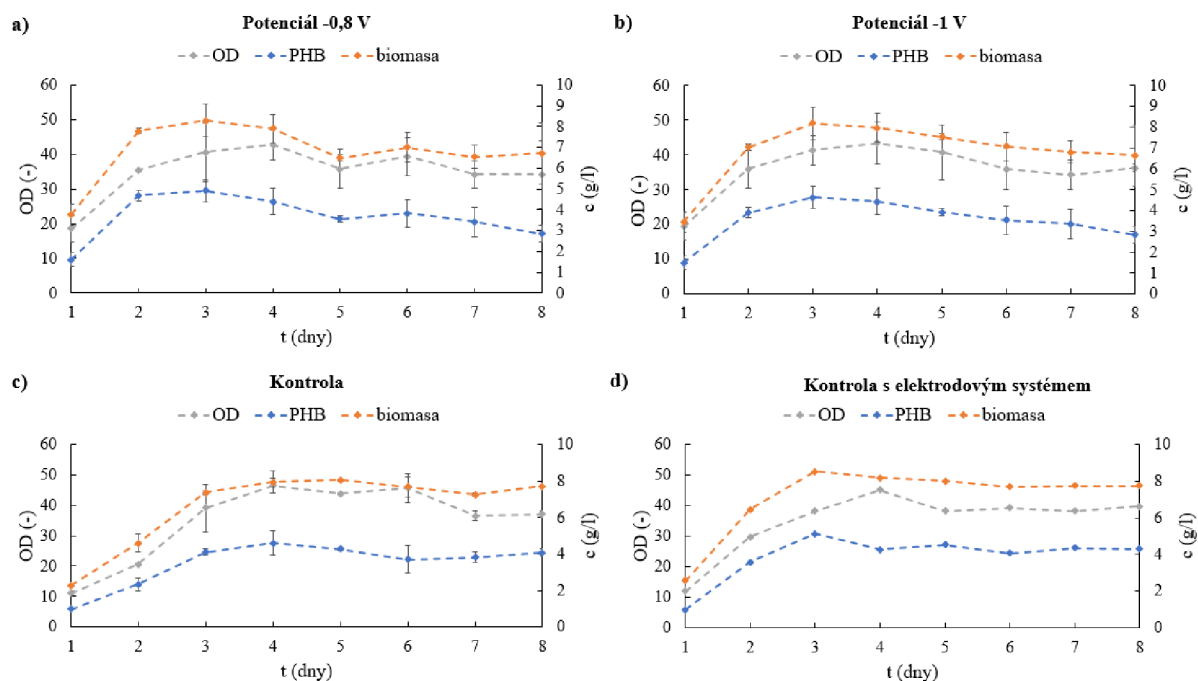 a)
Potenciál -0,8 V
OD PHB biomasa
60 50 40 30 20 10 0
OD (-)
10 9 8 7 6 5 4 3 2 1 0
c (g/l)
1 2 3 4 5 6 7 8
t (dny)
b)
Potenciál -1 V
OD PHB biomasa
60 50 40 30 20 10 0
OD (-)
10 9 8 7 6 5 4 3 2 1 0
c (g/l)
1 2 3 4 5 6 7 8
t (dny)
c)
Kontrola
OD PHB biomasa
60 50 40 30 20 10 0
OD (-)
10 8 6 4 2 0
c (g/l)
1 2 3 4 5 6 7 8
t (dny)
d)
Kontrola s elektrodovým systémem
OD PHB biomasa
60 50 40 30 20 10 0
OD (-)
10 8 6 4 2 0
c (g/l)
1 2 3 4 5 6 7 8
t (dny)